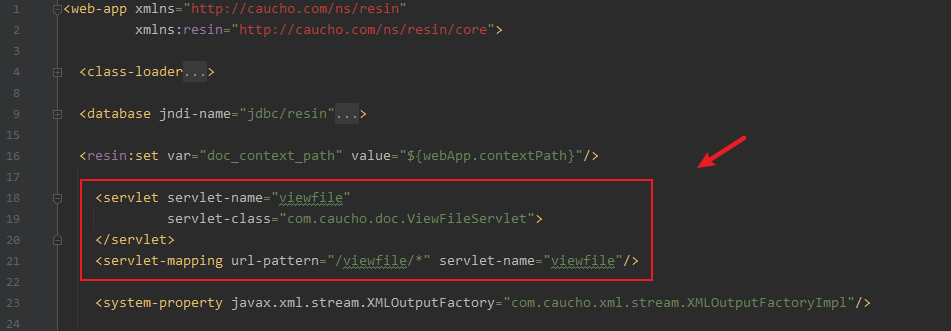 1 <web-app xmlns="http://caucho.com/ns/resin"
2 xmlns:resin="http://caucho.com/ns/resin/core">
3
4 <class-loader...>
8
9 <database jndi-name="jdbc/resin"...>
15
16 <resin:set var="doc_context_path" value="${webApp.contextPath}"/>
17
18 <servlet servlet-name="viewfile"
19 servlet-class="com.caucho.doc.ViewFileServlet">
20 </servlet>
21 <servlet-mapping url-pattern="/viewfile/*" servlet-name="viewfile"/>
22
23 <system-property javax.xml.stream.XMLOutputFactory="com.caucho.xml.stream.XMLOutputFactoryImpl"/>
24